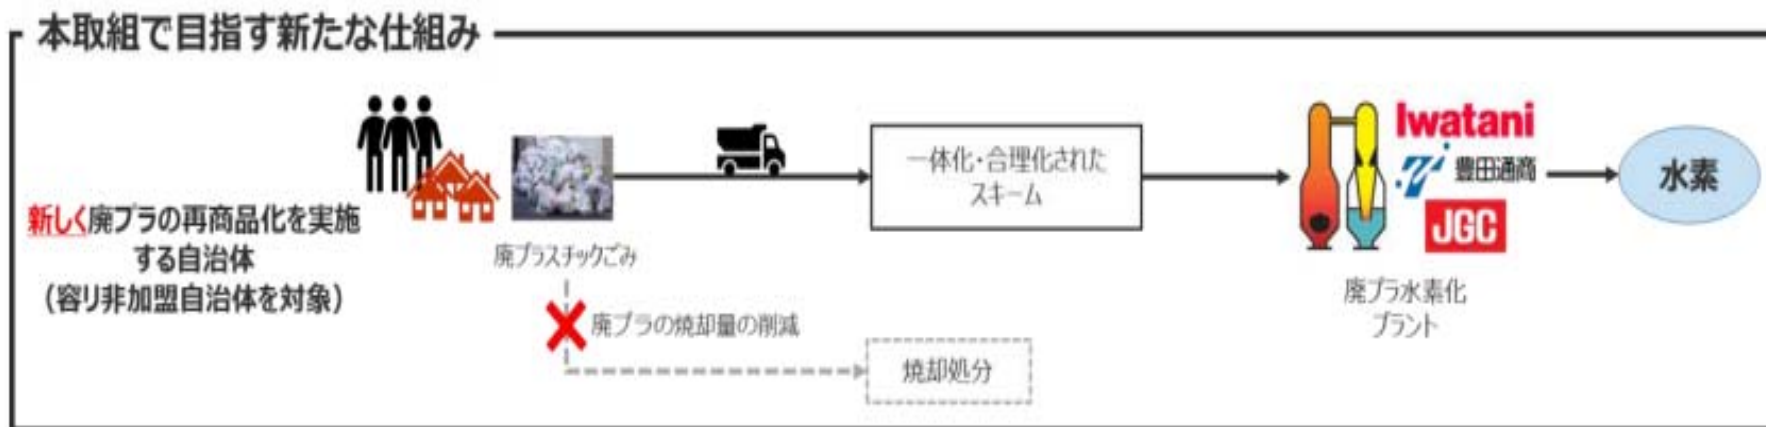 本取組で目指す新たな仕組み
新しく廃プラの再商品化を実施
する自治体
（容リ非加盟自治体を対象）
廃プラスチックごみ
廃プラの焼却量の削減
焼却処分
一体化・合理化された
スキーム
Iwatani
豊田通商
JGC
廃プラ水素化
プラント
水素